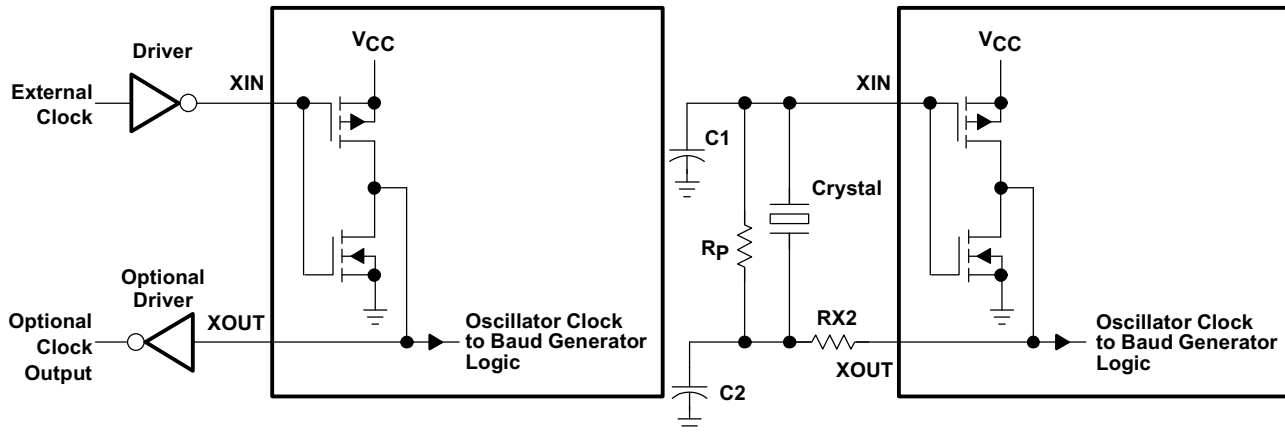 Driver
VCC
External
Clock
XIN
Optional
Driver
Optional
Clock
Output
XOUT
Oscillator Clock
to Baud Generator
Logic
VCC
XIN
C1
Crystal
RP
RX2
XOUT
C2
Oscillator Clock
to Baud Generator
Logic